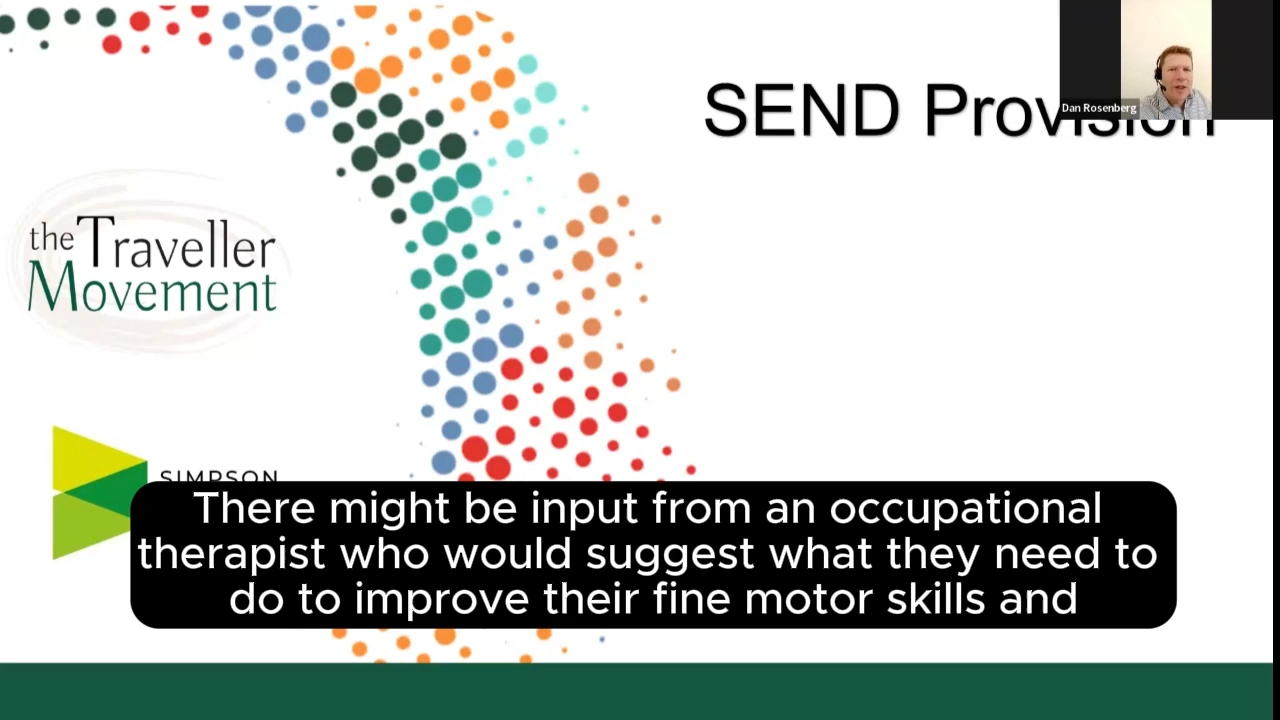 SEND Provision
Dan Rosenberg
the Traveller
Movement
SIMPSON
There might be input from an occupational
therapist who would suggest what they need to
do to improve their fine motor skills and